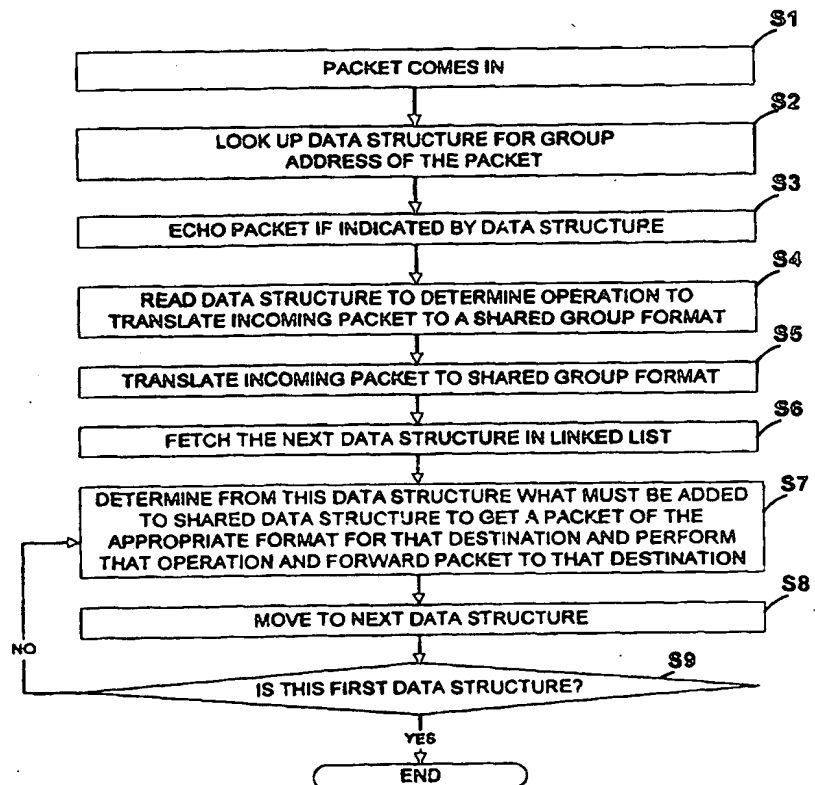 S1
PACKET COMES IN
S2
LOOK UP DATA STRUCTURE FOR GROUP
ADDRESS OF THE PACKET
S3
ECHO PACKET IF INDICATED BY DATA STRUCTURE
S4
READ DATA STRUCTURE TO DETERMINE OPERATION TO
TRANSLATE INCOMING PACKET TO A SHARED GROUP FORMAT
S5
TRANSLATE INCOMING PACKET TO SHARED GROUP FORMAT
S6
FETCH THE NEXT DATA STRUCTURE IN LINKED LIST
S7
DETERMINE FROM THIS DATA STRUCTURE WHAT MUST BE ADDED
TO SHARED DATA STRUCTURE TO GET A PACKET OF THE
APPROPRIATE FORMAT FOR THAT DESTINATION AND PERFORM
THAT OPERATION AND FORWARD PACKET TO THAT DESTINATION
S8
MOVE TO NEXT DATA STRUCTURE
NO
S9
IS THIS FIRST DATA STRUCTURE?
YES
END